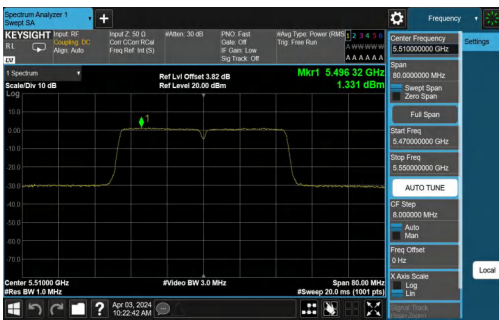 Spectrum Analyzer 1
Swept SA
Frequency
KEYSIGHT
Input: RF
Input Z: 50 Ω
#Atten: 30 dB
PNO: Fast
#Avg Type: Power (RMS
1 2 3 4 5 6
RL
Coupling: DC
Corr CCorr RCal
Gate: Off
Trig: Free Run
A WW W W W
Align: Auto
Freq Ref: Int (S)
IF Gain: Low
A A A A A A
LV
Sig Track: Off
1 Spectrum
Ref Lvl Offset 3.82 dB
Mkr1 5.496 32 GHz
Scale/Div 10 dB
Ref Level 20.00 dBm
1.331 dBm
Log
10.0
1
0.00
-10.0
-20.0
-30.0
-40.0
-50.0
-60.0
-70.0
Center 5.51000 GHz
#Video BW 3.0 MHz
Span 80.00 MHz
#Res BW 1.0 MHz
#Sweep 20.0 ms (1001 pts)
Center Frequency
5.510000000 GHz
Settings
Span
80.0000000 MHz
Swept Span
Zero Span
Full Span
Start Freq
5.470000000 GHz
Stop Freq
5.550000000 GHz
AUTO TUNE
CF Step
8.000000 MHz
Auto
Man
Freq Offset
0 Hz
X Axis Scale
Log
Lin
Local
Signal Track
?
Apr 03, 2024
10:22:42 AM